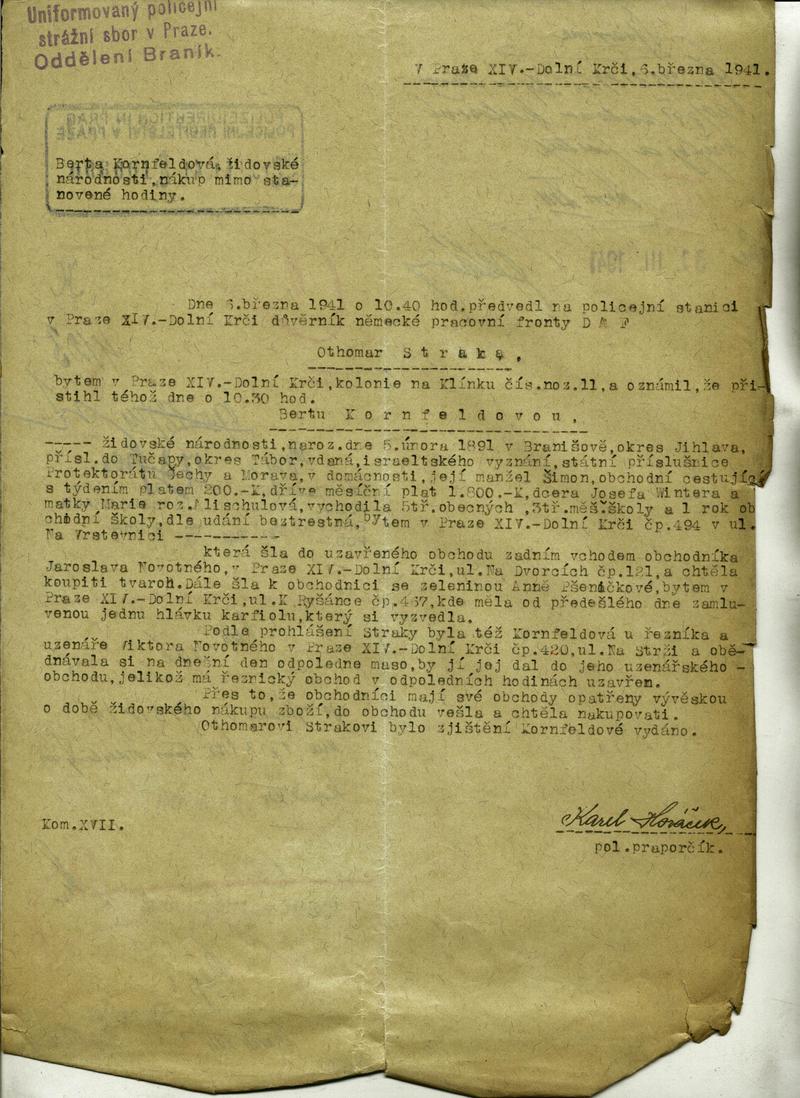 Uniformovaný policejní
strážní sbor v Praze.
Oddělení Braník.
V Praze XIV.-Dolní Krči, 6.března 1941.
Berta Kornfeldová, židovské
národnosti, nákup mimo sta-
novené hodiny.
Dne 6.března 1941 o 10.40 hod.předvedl na policejní stanici
v Praze XIV.-Dolní Krči důvěrník německé pracovní fronty D A F
Othomar Straka,
bytem v Praze XIV.-Dolní Krči, kolonie na Klínku čís.noz.11, a oznámil, že při-
stihl téhož dne o 10.30 hod.
Bertu Kornfeldovou,
----- židovské národnosti, naroz.dne 5.února 1891 v Branišově, okres Jihlava,
přísl.do Tučapy, okres Tábor, vdaná, israeltského vyznání, státní příslušnice
Protektorátu Čechy a Morava, v domácnosti, její manžel Šimon, obchodní cestující
s týdením platem 200.-K, dříve měsíční plat 1.800.-K, dcera Josefa Wintera a
matky Marie roz. vychodila 5tř.obecných, 3tř.měšť.školy a 1 rok ob
chodní školy, dle udání beztrestná, bytem v Praze XIV.-Dolní Krči čp.494 v ul.
Na Vrstevnici -----------
která šla do uzavřeného obchodu zadním vchodem obchodníka
Jaroslava Novotného, v Praze XIV.-Dolní Krči, ul.Na Dvorcích čp.121, a chtěla
koupiti tvaroh.Dále šla k obchodnici se zeleninou Anně Pšeničkové, bytem v
Praze XIV.-Dolní Krči, ul.K Ryšánce čp.437, kde měla od předešlého dne zamlu-
venou jednu hlávku karfiolu, který si vyzvedla.
Podle prohlášení Straky byla též Kornfeldová u řezníka a
uzenáře Viktora Novotného v Praze XIV.-Dolní Krči čp.420, ul.Na Strži a obě-
dnávala si na dnešní den odpoledne maso, by jí jej dal do jeho uzenářského -
obchodu, jelikož má řeznický obchod v odpoledních hodinách uzavřen.
Přes to, že obchodníci mají své obchody opatřeny vývěskou
o době židovského nákupu zboží, do obchodu vešla a chtěla nakupovati.
Othomarovi Strakovi bylo zjištění Kornfeldové vydáno.
Kom.XVII.
Karel Horáček,
pol.praporčík.